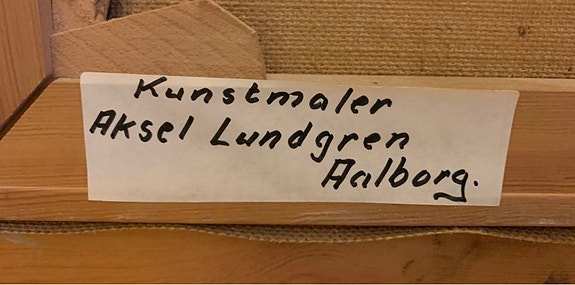 Kunstmaler
Aksel Lundgren
Aalborg.